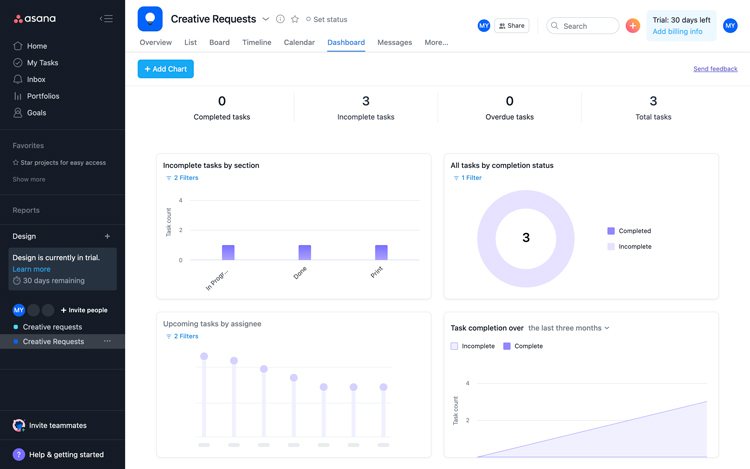 asana
Home
My Tasks
Inbox
Portfolios
Goals
Favorites
Star projects for easy access
Show more
Reports
Design
Design is currently in trial.
Learn more
30 days remaining
MY
Invite people
Creative requests
Creative Requests
Invite teammates
? Help & getting started
Creative Requests
Set status
MY
Share
Search
Trial: 30 days left
Add billing info
MY
Overview List Board Timeline Calendar Dashboard Messages More...
+ Add Chart
Send feedback
0
Completed tasks
3
Incomplete tasks
0
Overdue tasks
3
Total tasks
Incomplete tasks by section
2 Filters
Task count
4
2
0
In Progr...
Done
Print
All tasks by completion status
1 Filter
3
Completed
Incomplete
Upcoming tasks by assignee
2 Filters
Task completion over the last three months
Incomplete Complete
Task count
4
2